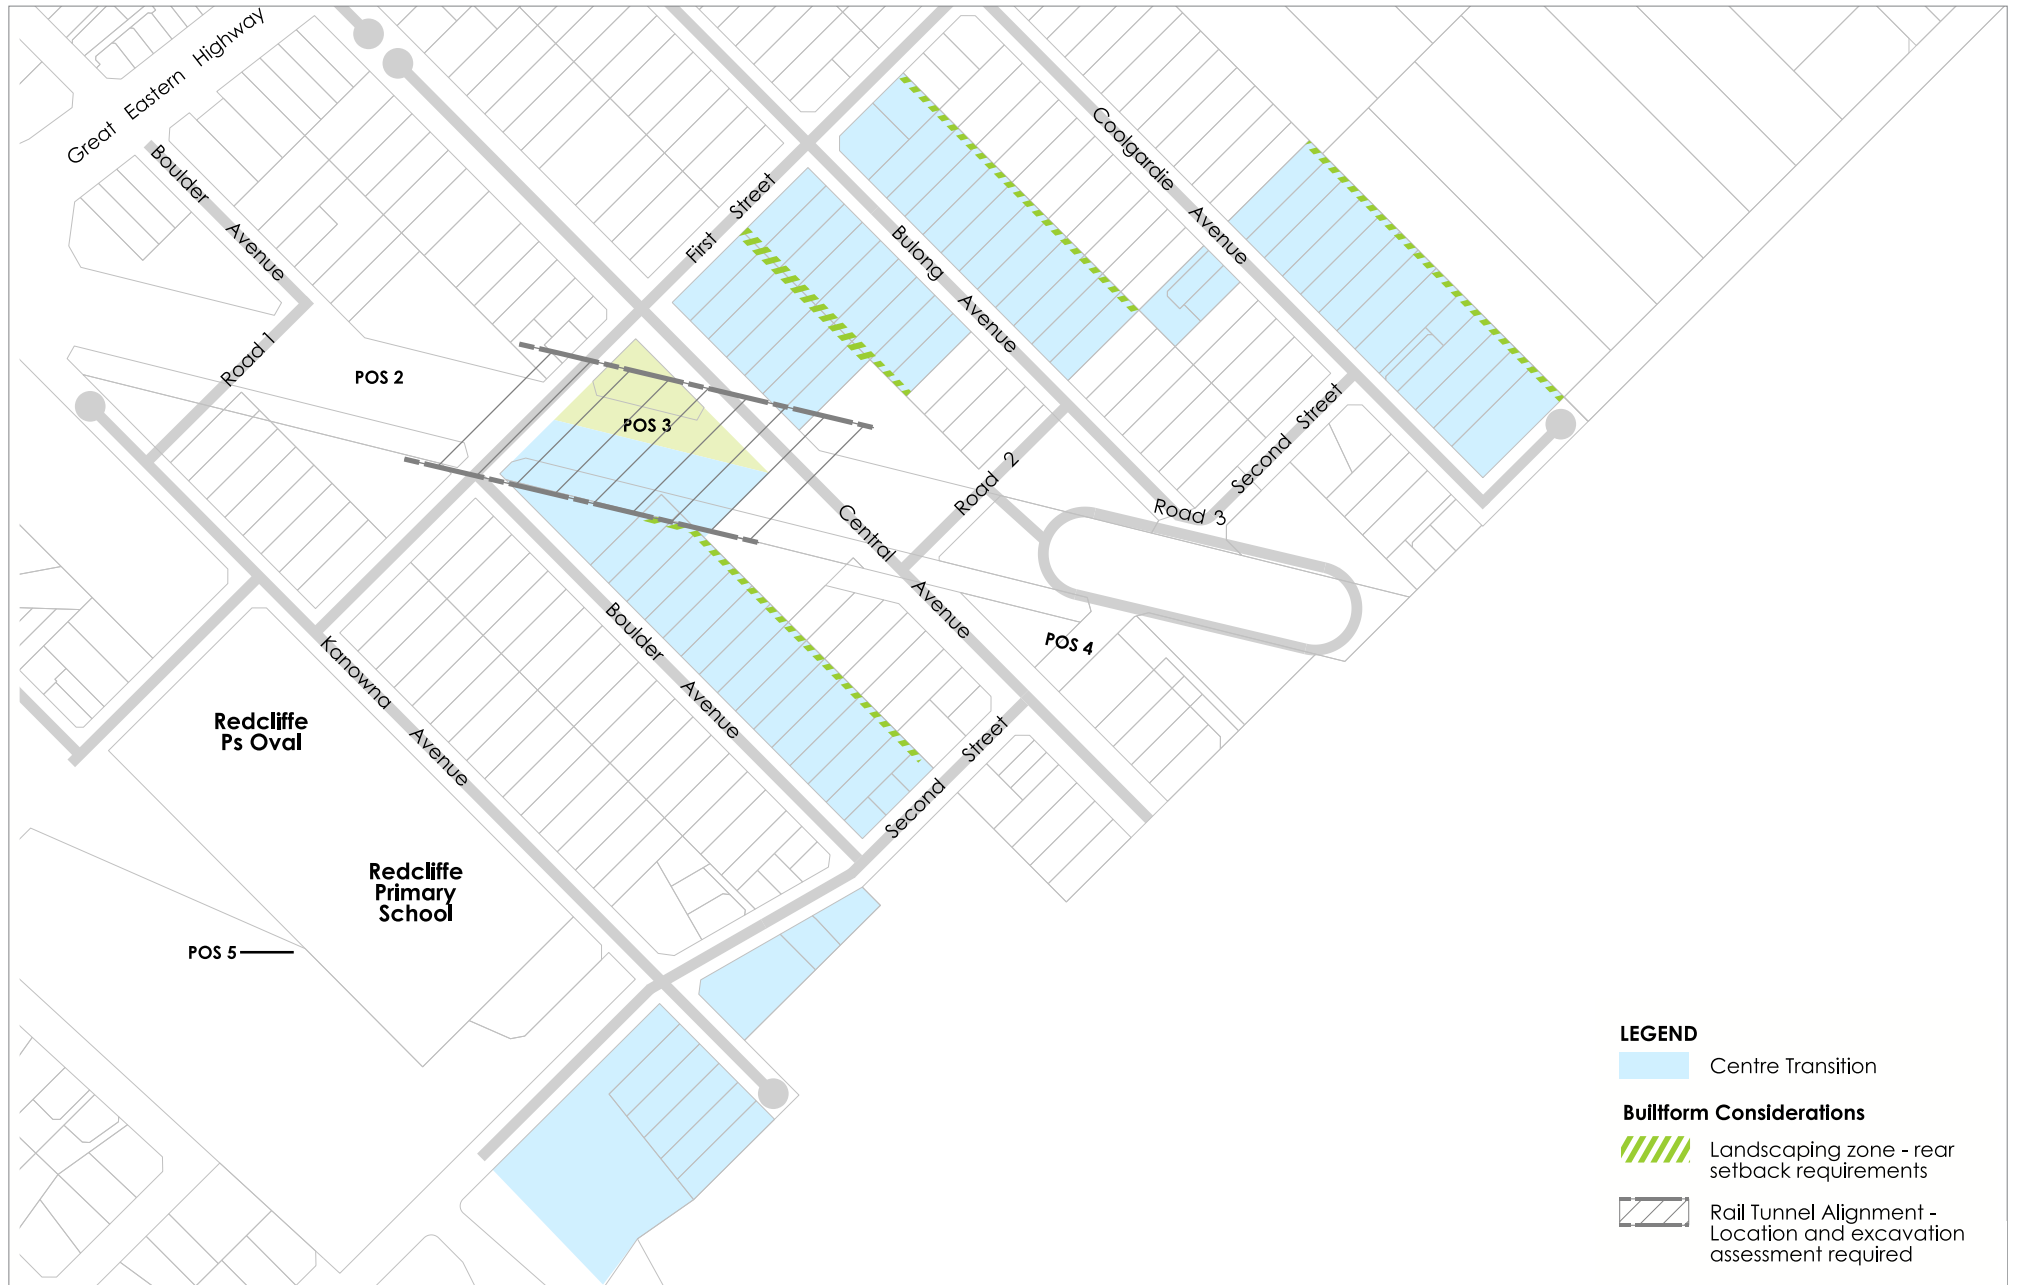 Great Eastern Highway
Boulder Avenue
Road 1
POS 2
First Street
Bulong Avenue
Coolgardie Avenue
POS 3
Central Avenue
Road 2
Road 3
Second Street
POS 4
Boulder Avenue
Second Street
Kanowna Avenue
Redcliffe
Ps Oval
Redcliffe
Primary
School
POS 5
LEGEND
Centre Transition
Builtform Considerations
Landscaping zone - rear
setback requirements
Rail Tunnel Alignment -
Location and excavation
assessment required